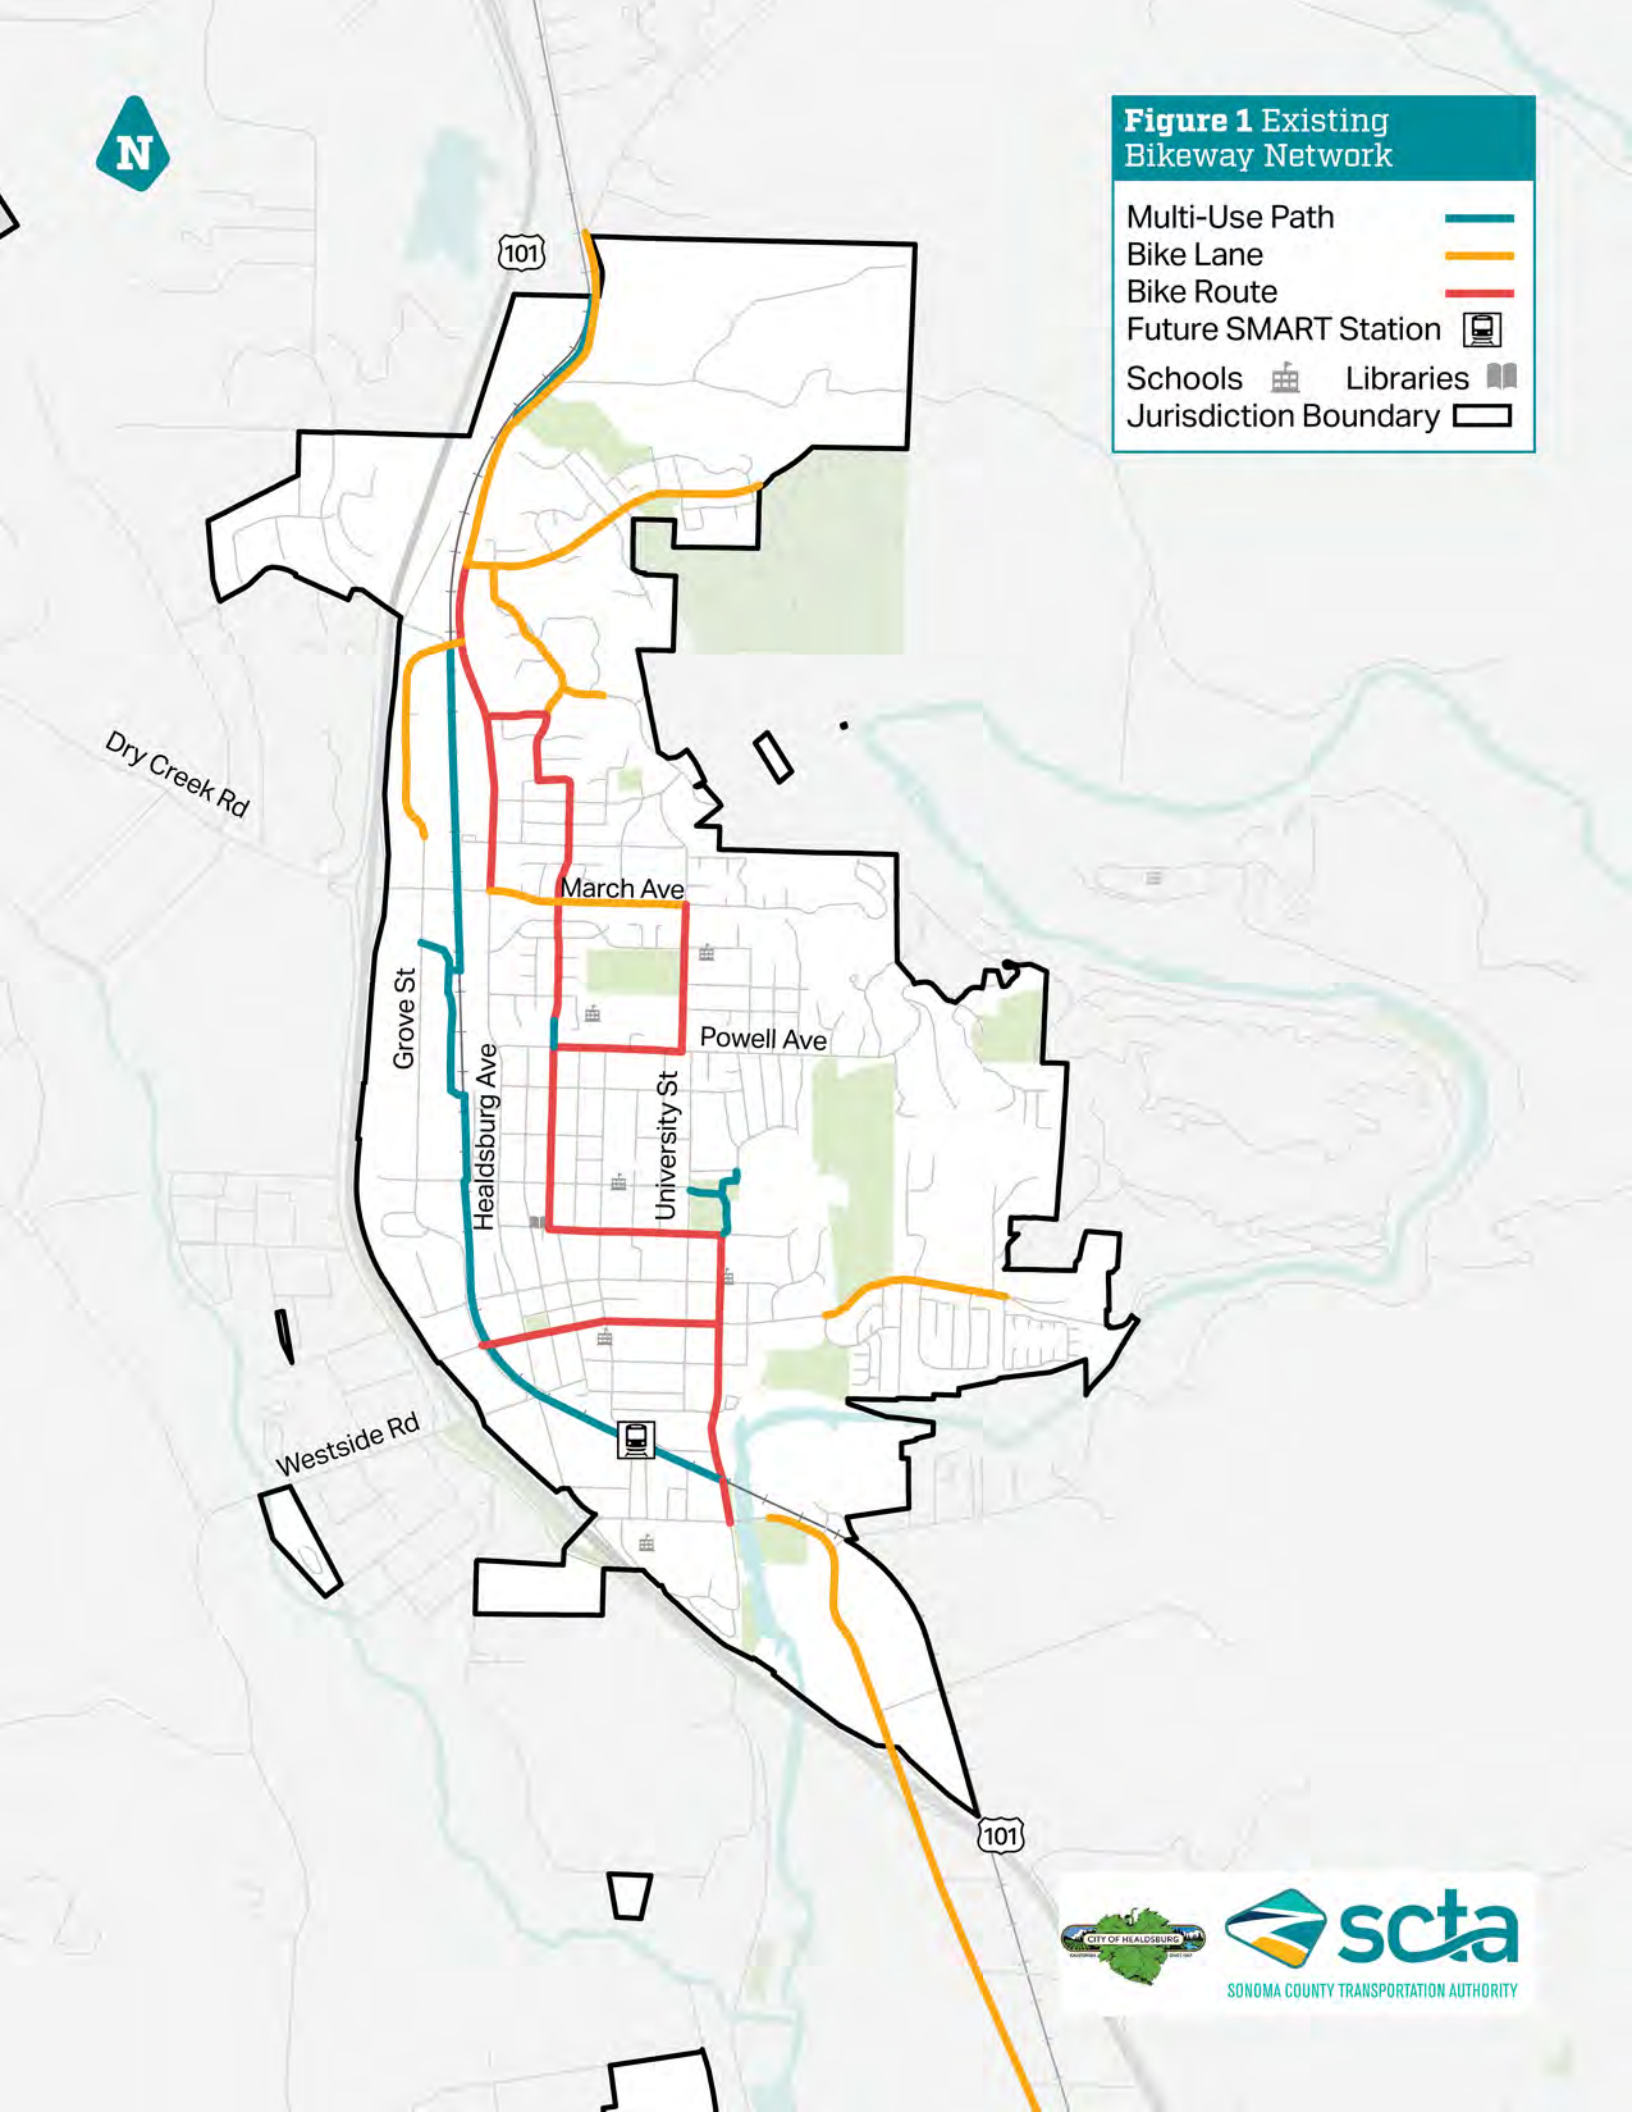 N
Figure 1 Existing
Bikeway Network
Multi-Use Path
Bike Lane
Bike Route
Future SMART Station
Schools Libraries
Jurisdiction Boundary
101
Dry Creek Rd
March Ave
Grove St
Powell Ave
Healdsburg Ave
University St
Westside Rd
101
CITY OF HEALDSBURG
scta
SONOMA COUNTY TRANSPORTATION AUTHORITY